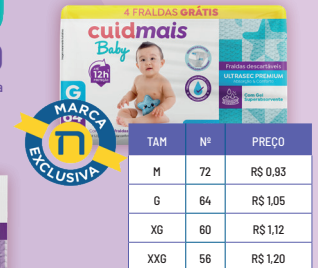 4 FRALDAS GRÁTIS
cuidmais
Baby
12h
Fraldas descartáveis
ULTRASEC PREMIUM
Com Gel
Superabsorvente
G
MARCA
n
EXCLUSIVA
TAM Nº PREÇO
M 72 R$ 0,93
G 64 R$ 1,05
XG 60 R$ 1,12
XXG 56 R$ 1,20